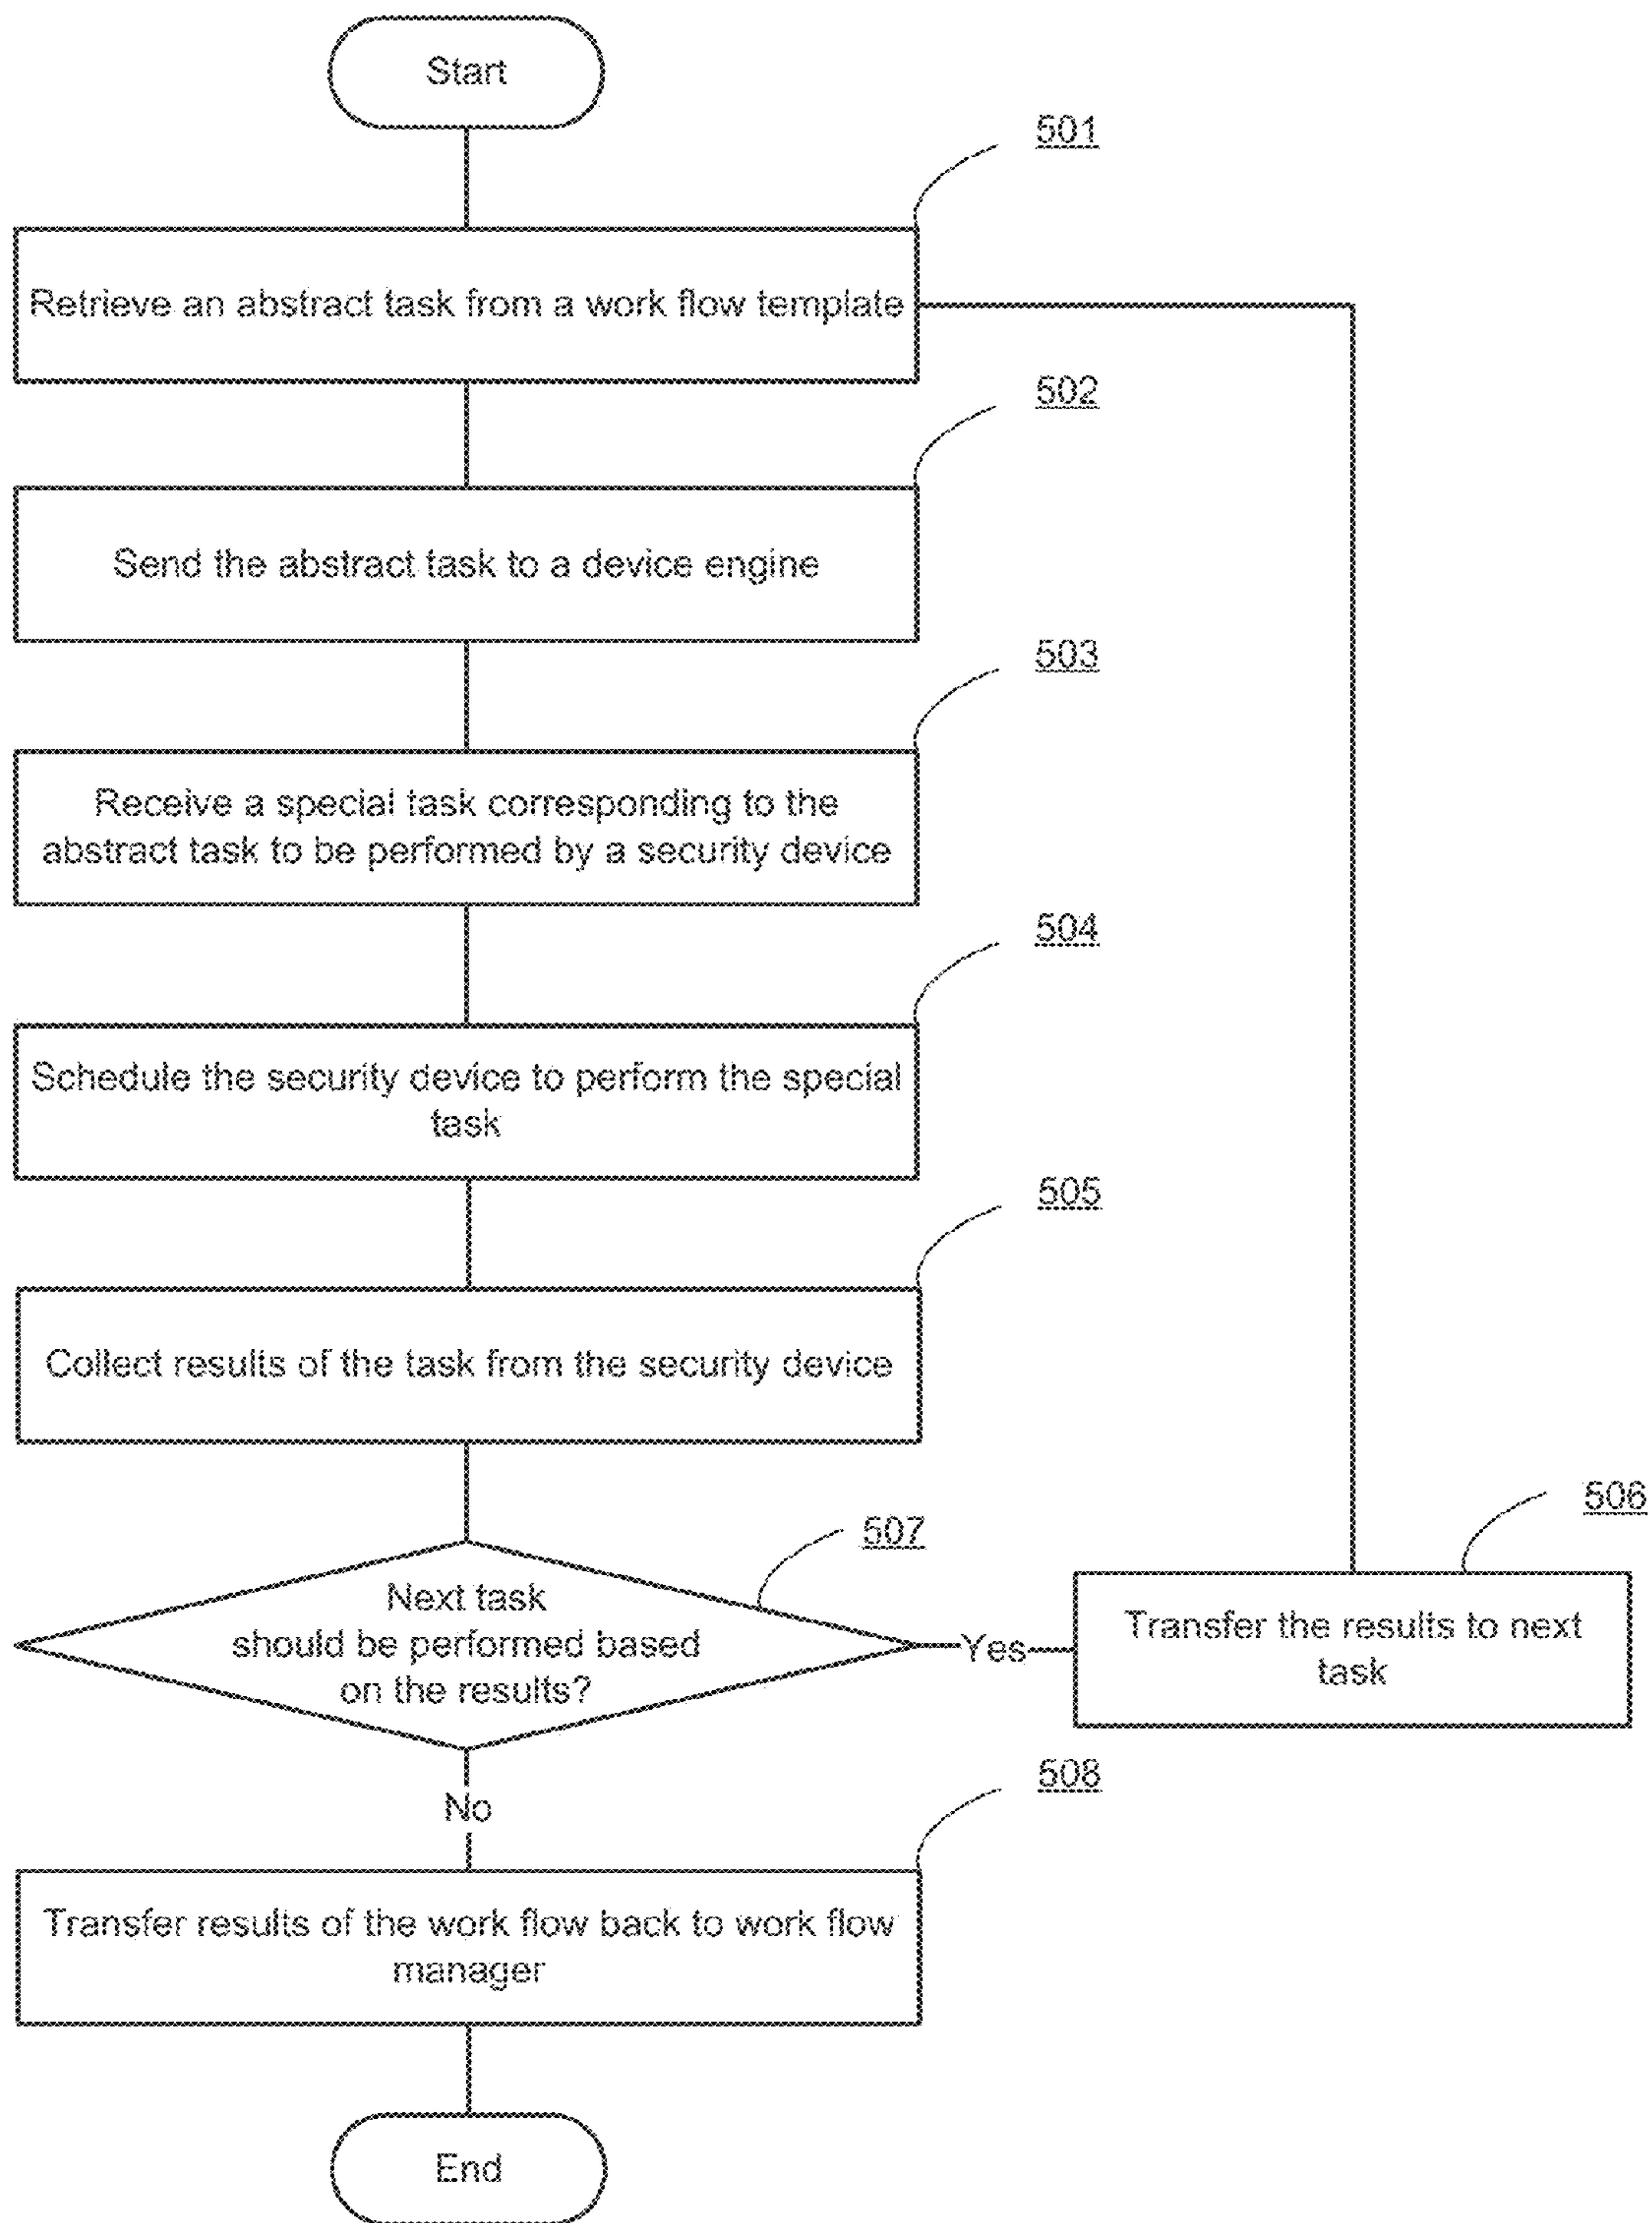 Start
501
Retrieve an abstract task from a work flow template
502
Send the abstract task to a device engine
503
Receive a special task corresponding to the
abstract task to be performed by a security device
504
Schedule the security device to perform the special
task
505
Collect results of the task from the security device
507
Next task
should be performed based
on the results?
Yes
506
Transfer the results to next
task
No
508
Transfer results of the work flow back to work flow
manager
End